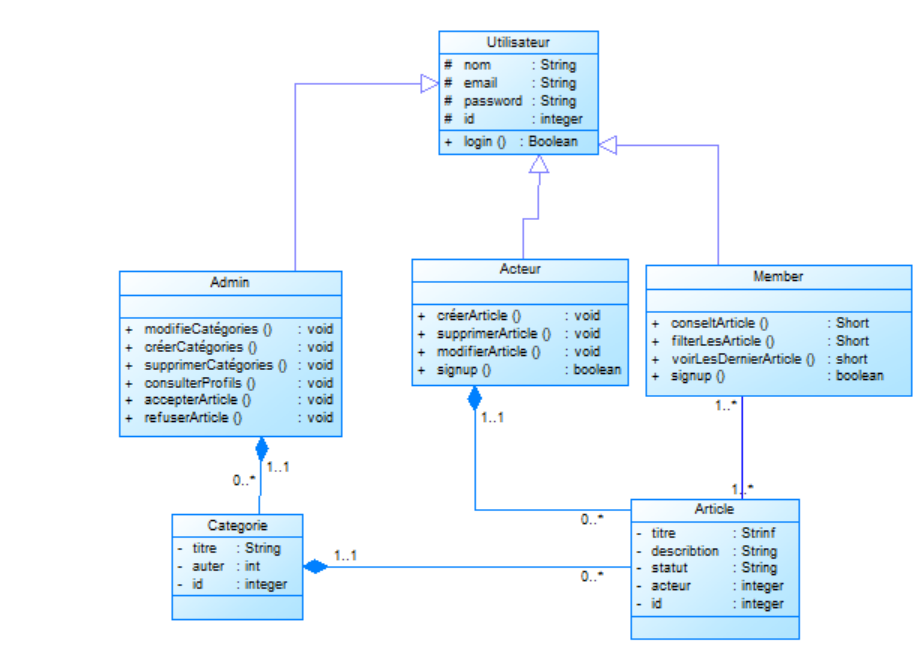 Utilisateur
# nom : String
# email : String
# password : String
# id : integer
+ login () : Boolean
Admin
+ modifieCatégories () : void
+ créerCatégories () : void
+ supprimerCatégories () : void
+ consulterProfils () : void
+ accepterArticle () : void
+ refuserArticle () : void
Acteur
+ créerArticle () : void
+ supprimerArticle () : void
+ modifierArticle () : void
+ signup () : boolean
Member
+ conseltArticle () : Short
+ filterLesArticle () : Short
+ voirLesDernierArticle () : short
+ signup () : boolean
1..1
0..*
1..1
1..*
1..*
0..*
Categorie
- titre : String
- auter : int
- id : integer
1..1
0..*
Article
- titre : Strinf
- describtion : String
- statut : String
- acteur : integer
- id : integer